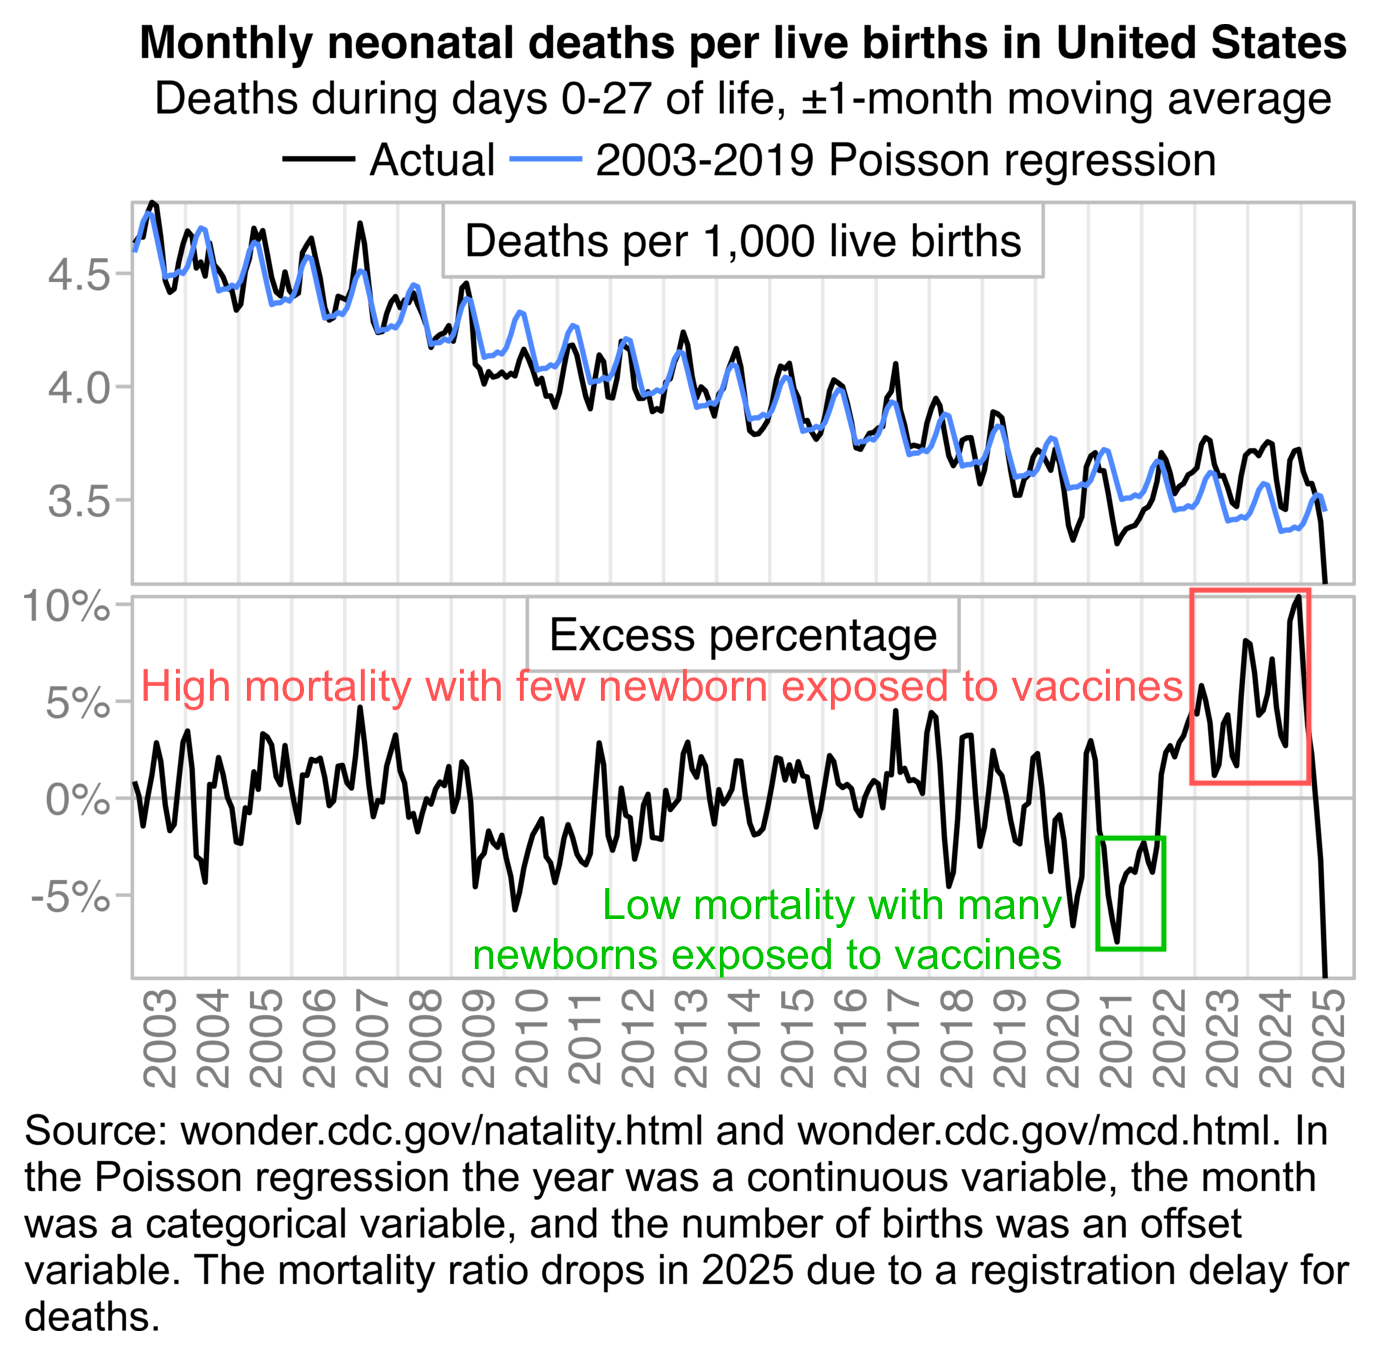 Monthly neonatal deaths per live births in United States
Deaths during days 0-27 of life, ±1-month moving average
Actual 2003-2019 Poisson regression
Deaths per 1,000 live births
4.5
4.0
3.5
Excess percentage
10%
5%
0%
-5%
High mortality with few newborn exposed to vaccines
Low mortality with many
newborns exposed to vaccines
2003 2004 2005 2006 2007 2008 2009 2010 2011 2012 2013 2014 2015 2016 2017 2018 2019 2020 2021 2022 2023 2024 2025
Source: wonder.cdc.gov/natality.html and wonder.cdc.gov/mcd.html. In
the Poisson regression the year was a continuous variable, the month
was a categorical variable, and the number of births was an offset
variable. The mortality ratio drops in 2025 due to a registration delay for
deaths.